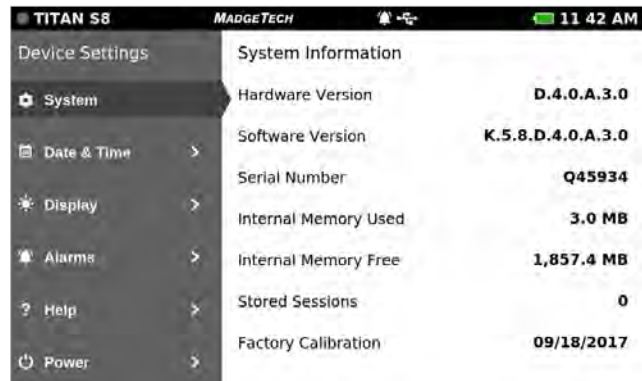 TITAN S8 MADGETECH 11 42 AM
Device Settings
System
Date & Time
Display
Alarms
? Help
Power
System Information
Hardware Version D.4.0.A.3.0
Software Version K.5.8.D.4.0.A.3.0
Serial Number Q45934
Internal Memory Used 3.0 MB
Internal Memory Free 1,857.4 MB
Stored Sessions 0
Factory Calibration 09/18/2017